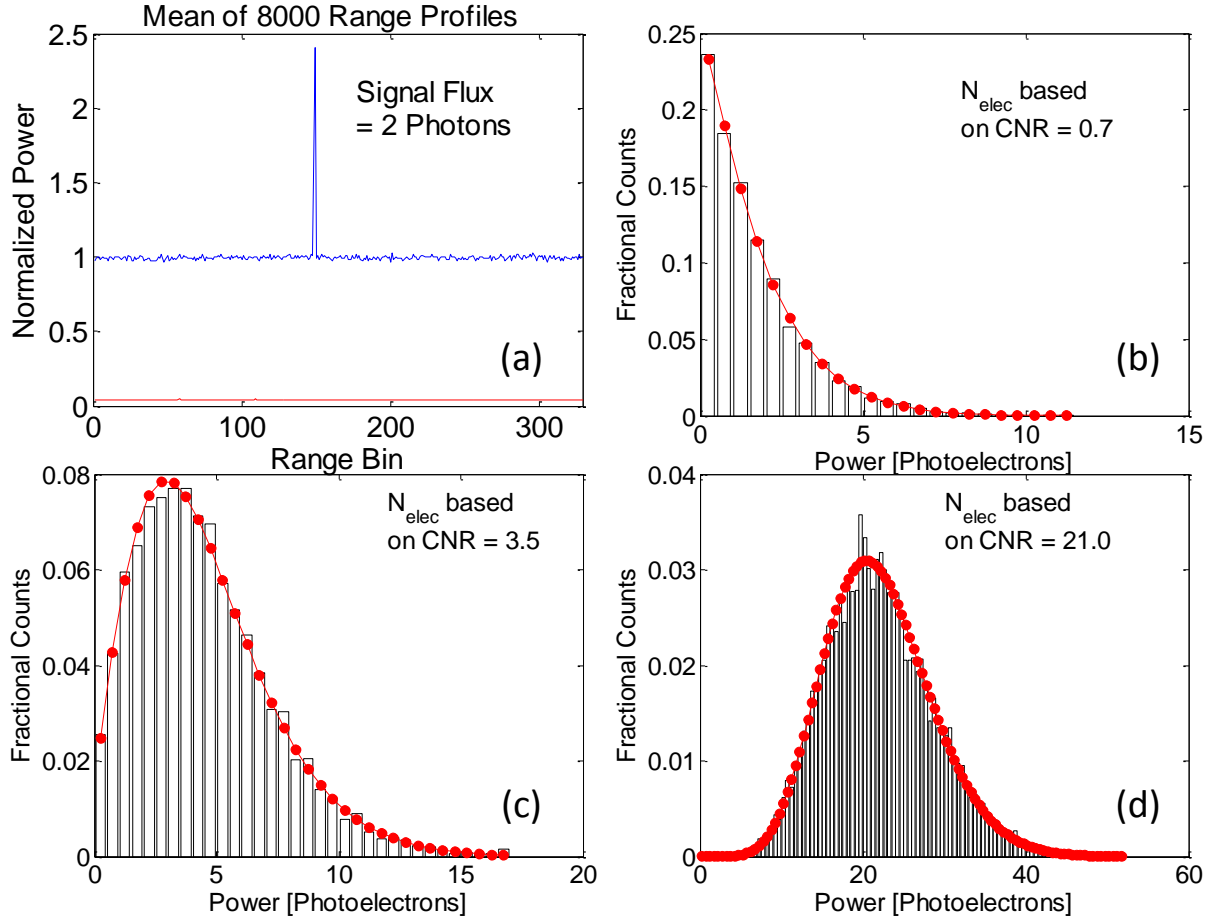 Mean of 8000 Range Profiles
Normalized Power
2.5
2
1.5
1
0.5
0
Signal Flux
= 2 Photons
(a)
0 100 200 300
Range Bin
Fractional Counts
0.25
0.2
0.15
0.1
0.05
0
N_elec based
on CNR = 0.7
(b)
0 5 10 15
Power [Photoelectrons]
Fractional Counts
0.08
0.06
0.04
0.02
0
N_elec based
on CNR = 3.5
(c)
0 5 10 15 20
Power [Photoelectrons]
Fractional Counts
0.04
0.03
0.02
0.01
0
N_elec based
on CNR = 21.0
(d)
0 20 40 60
Power [Photoelectrons]